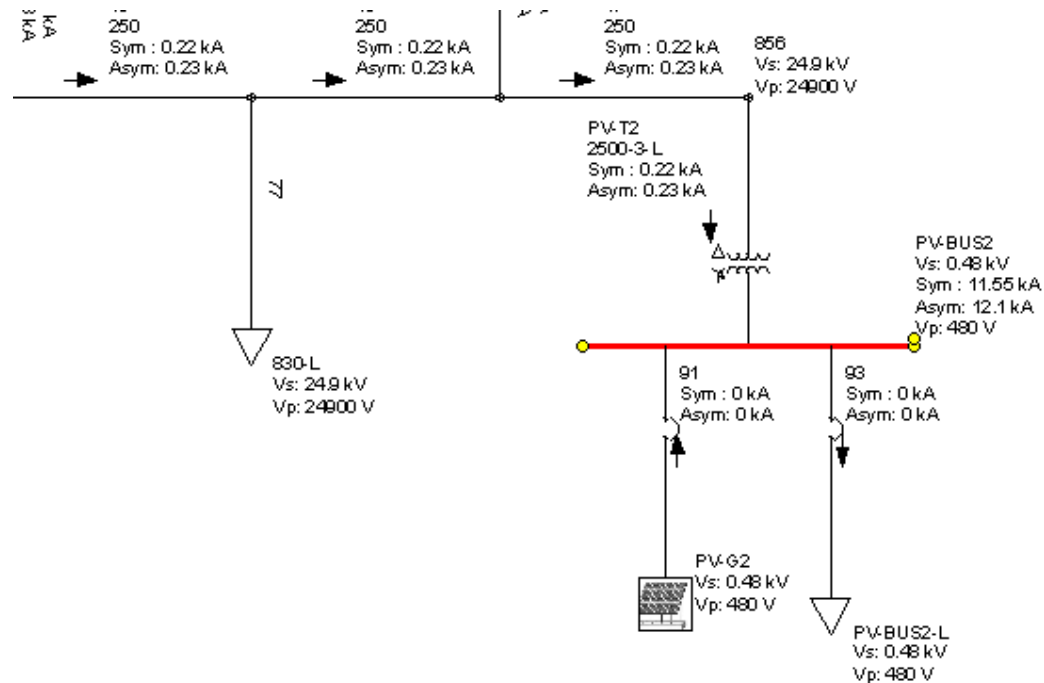 3 kA
kA
250
Sym : 0.22 kA
Asym: 0.23 kA
250
Sym : 0.22 kA
Asym: 0.23 kA
250
Sym : 0.22 kA
Asym: 0.23 kA
856
Vs: 24.9 kV
Vp: 24900 V
PV-T2
2500-3-L
Sym : 0.22 kA
Asym: 0.23 kA
77
PV-BUS2
Vs: 0.48 kV
Sym : 11.55 kA
Asym: 12.1 kA
Vp: 480 V
830-L
Vs: 24.9 kV
Vp: 24900 V
91
Sym : 0 kA
Asym: 0 kA
93
Sym : 0 kA
Asym: 0 kA
PV-G2
Vs: 0.48 kV
Vp: 480 V
PV-BUS2-L
Vs: 0.48 kV
Vp: 480 V